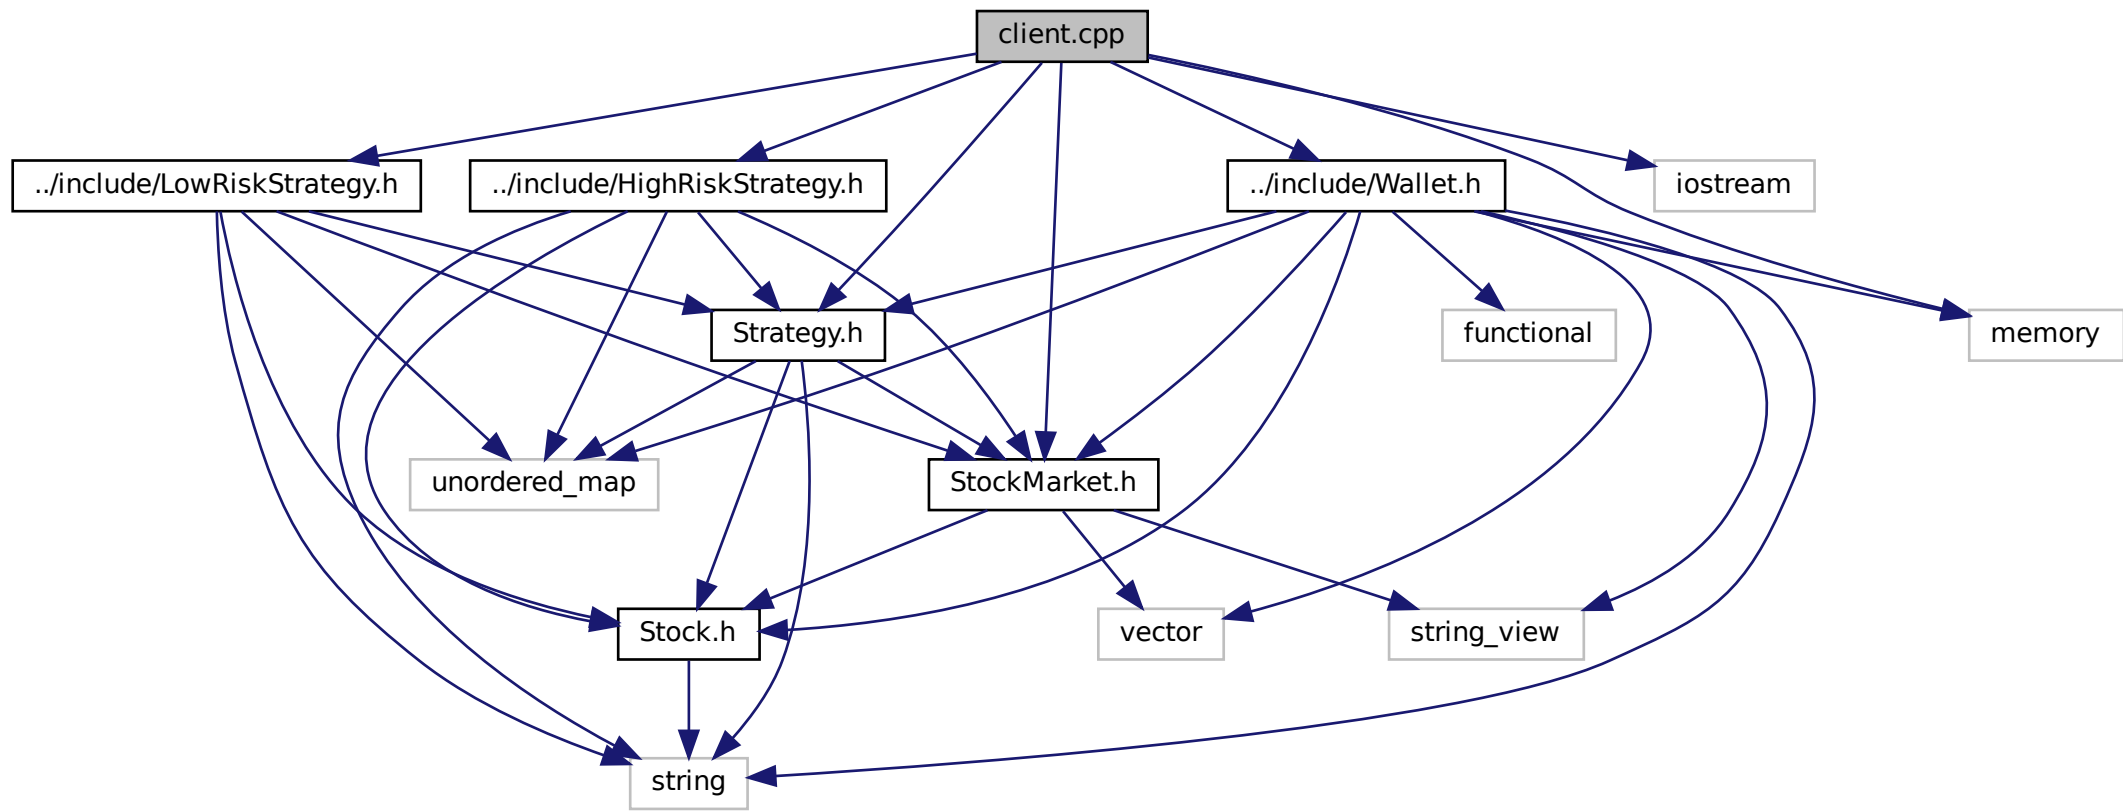 client.cpp
../include/LowRiskStrategy.h
../include/HighRiskStrategy.h
../include/Wallet.h
iostream
Strategy.h
functional
memory
unordered_map
StockMarket.h
Stock.h
vector
string_view
string